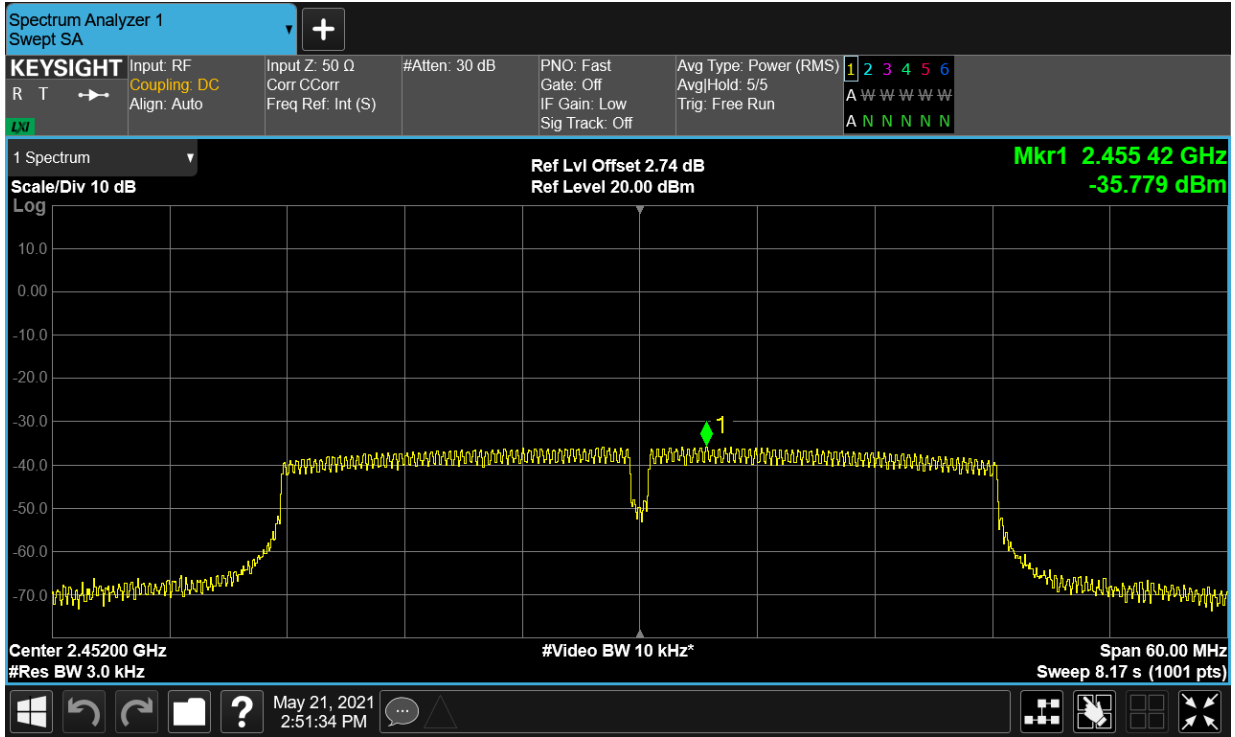 Spectrum Analyzer 1
Swept SA
KEYSIGHT
R T
LXI
Input: RF
Coupling: DC
Align: Auto
Input Z: 50 Ω
Corr CCorr
Freq Ref: Int (S)
#Atten: 30 dB
PNO: Fast
Gate: Off
IF Gain: Low
Sig Track: Off
Avg Type: Power (RMS)
Avg|Hold: 5/5
Trig: Free Run
1 2 3 4 5 6
A W W W W W
A N N N N N
1 Spectrum
Scale/Div 10 dB
Ref Lvl Offset 2.74 dB
Ref Level 20.00 dBm
Mkr1 2.455 42 GHz
-35.779 dBm
Log
10.0
0.00
-10.0
-20.0
-30.0
-40.0
-50.0
-60.0
-70.0
1
Center 2.45200 GHz
#Res BW 3.0 kHz
#Video BW 10 kHz*
Span 60.00 MHz
Sweep 8.17 s (1001 pts)
?
May 21, 2021
2:51:34 PM